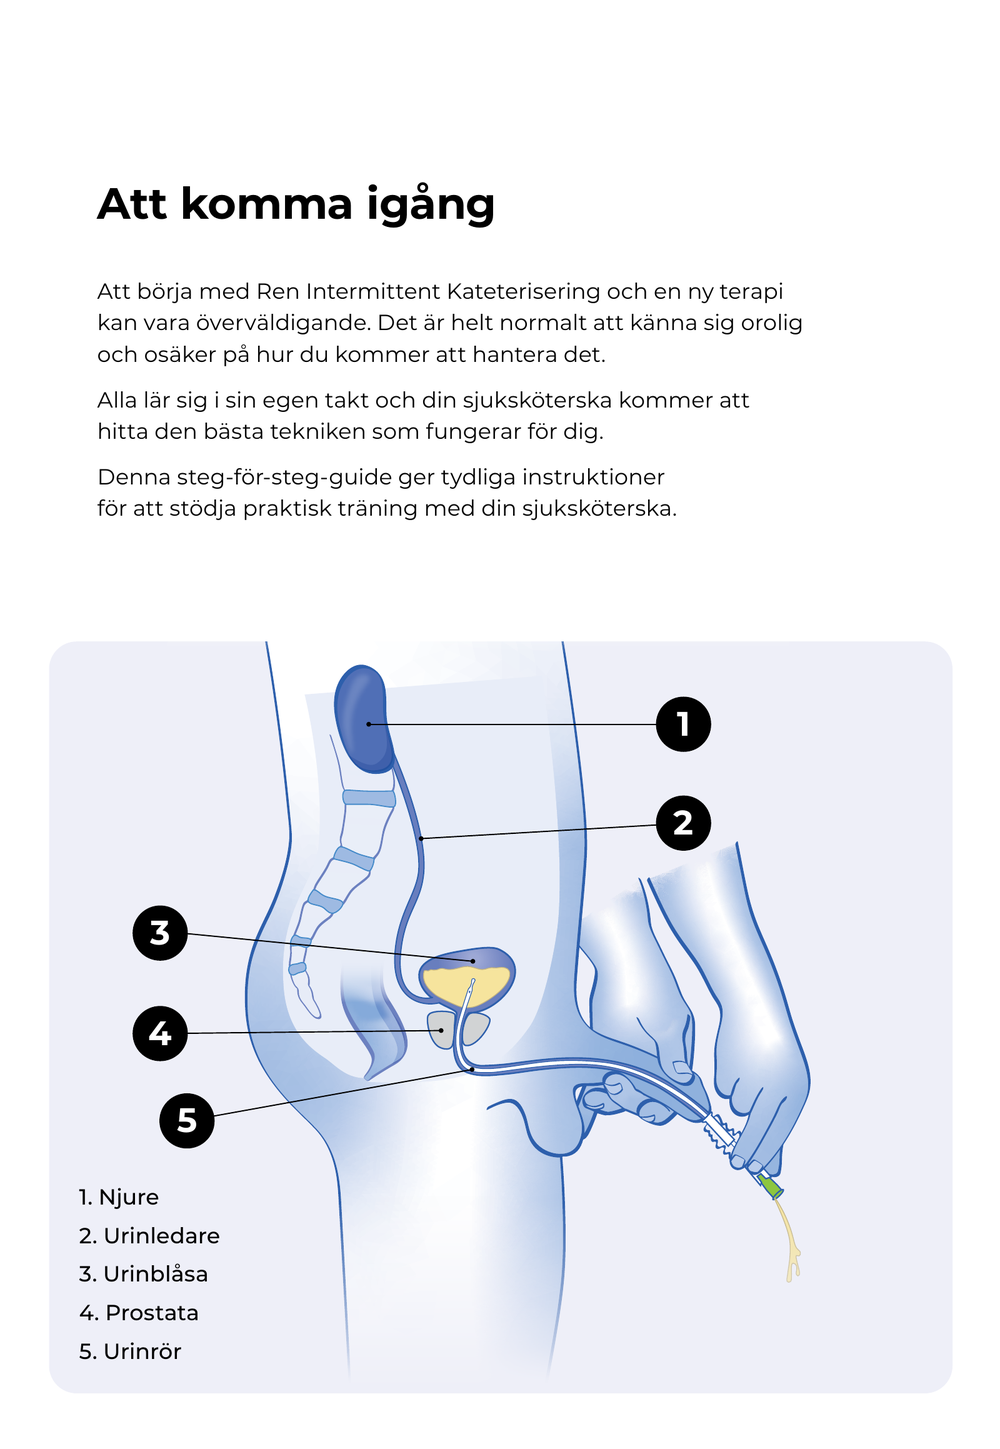 Att komma igång
Att börja med Ren Intermittent Kateterisering och en ny terapi
kan vara överväldigande. Det är helt normalt att känna sig orolig
och osäker på hur du kommer att hantera det.
Alla lär sig i sin egen takt och din sjuksköterska kommer att
hitta den bästa tekniken som fungerar för dig.
Denna steg-för-steg-guide ger tydliga instruktioner
för att stödja praktisk träning med din sjuksköterska.
1
2
3
4
5
1. Njure
2. Urinledare
3. Urinblåsa
4. Prostata
5. Urinrör